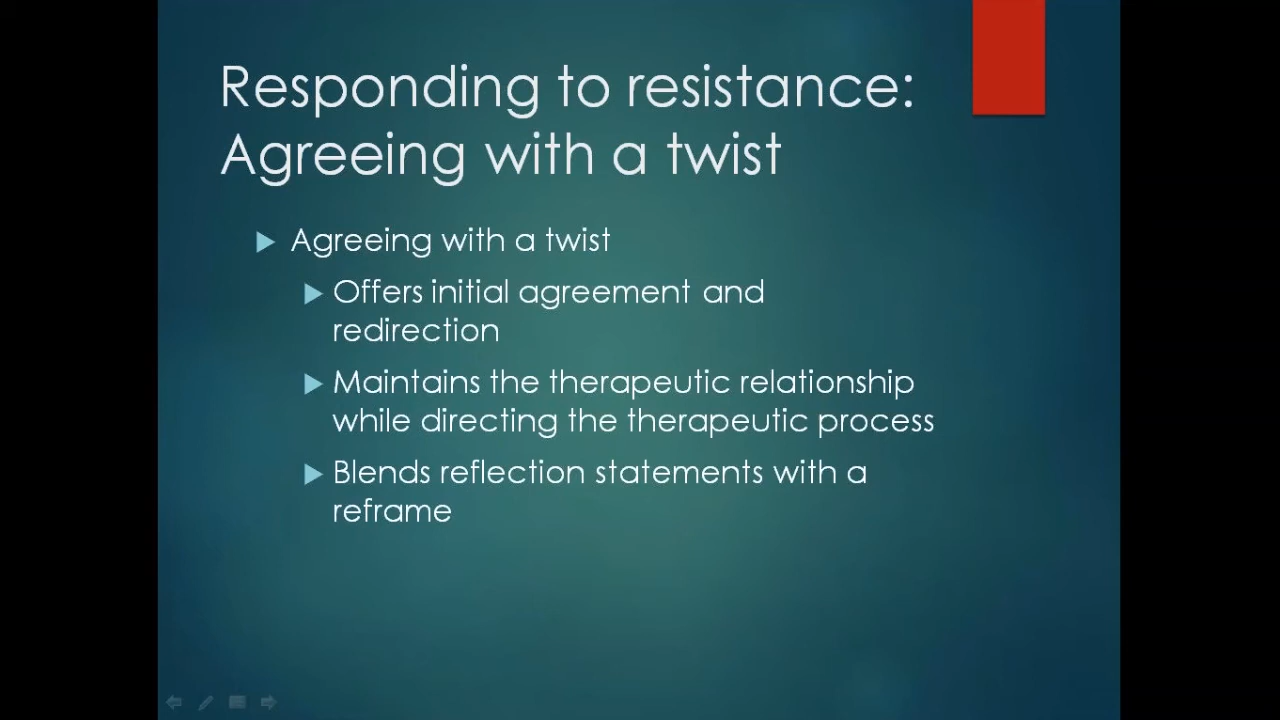 Responding to resistance:
Agreeing with a twist
Agreeing with a twist
Offers initial agreement and
redirection
Maintains the therapeutic relationship
while directing the therapeutic process
Blends reflection statements with a
reframe